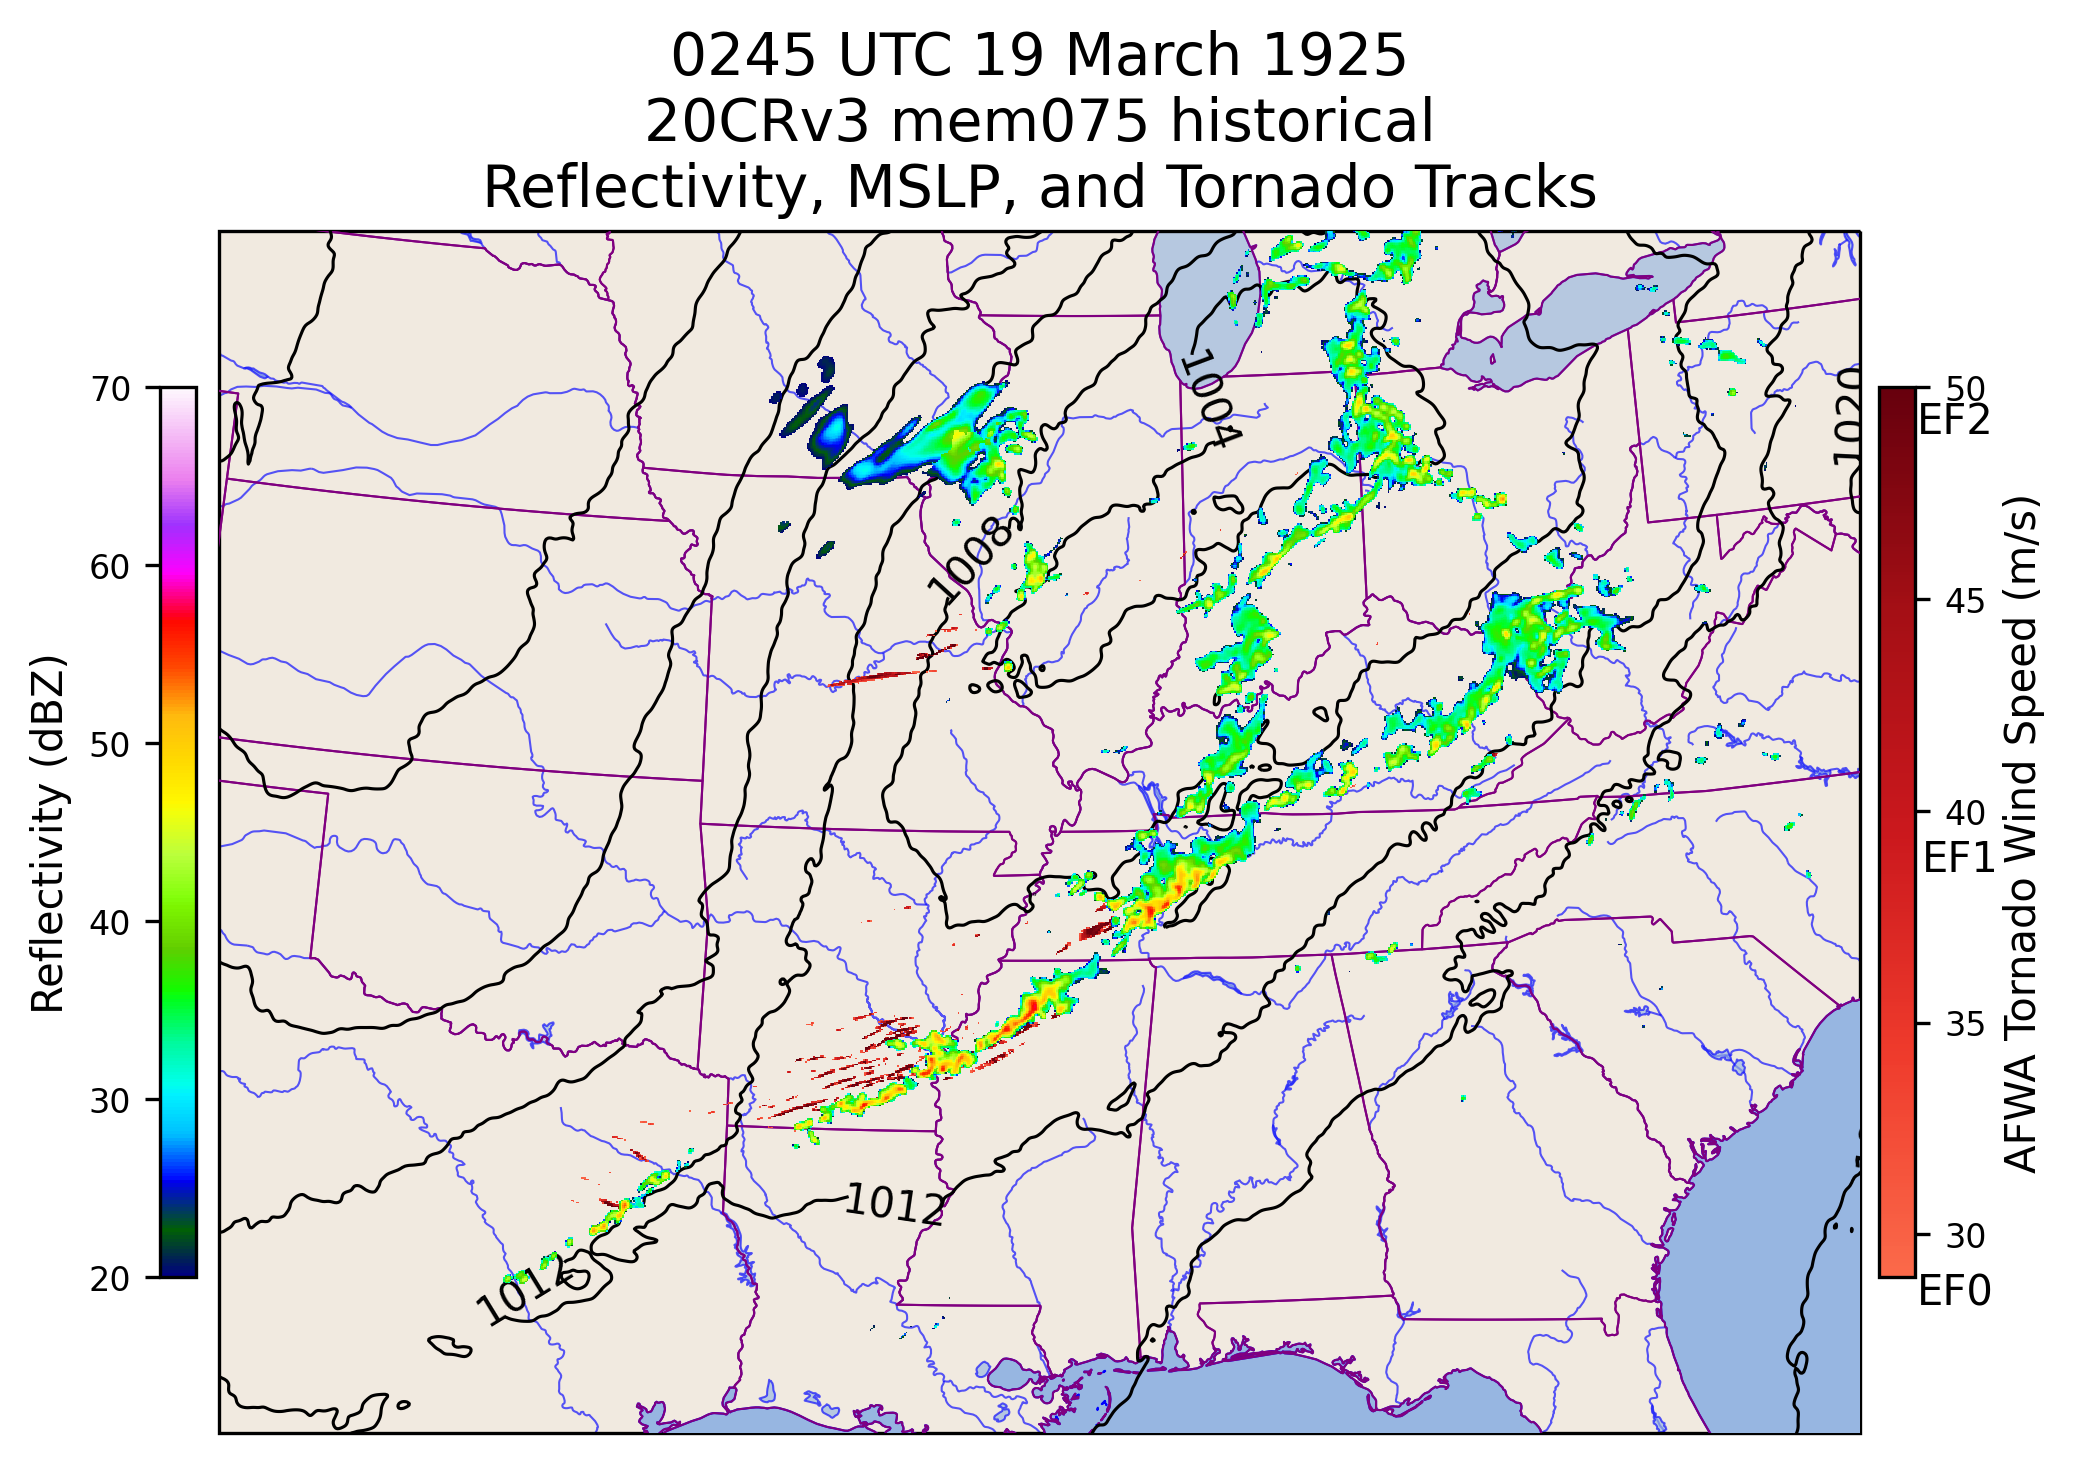 0245 UTC 19 March 1925
20CRv3 mem075 historical
Reflectivity, MSLP, and Tornado Tracks
Reflectivity (dBZ)
70
60
50
40
30
20
1004
1020
1008
1012
1012
50
EF2
45
40
EF1
35
30
EF0
AFWA Tornado Wind Speed (m/s)